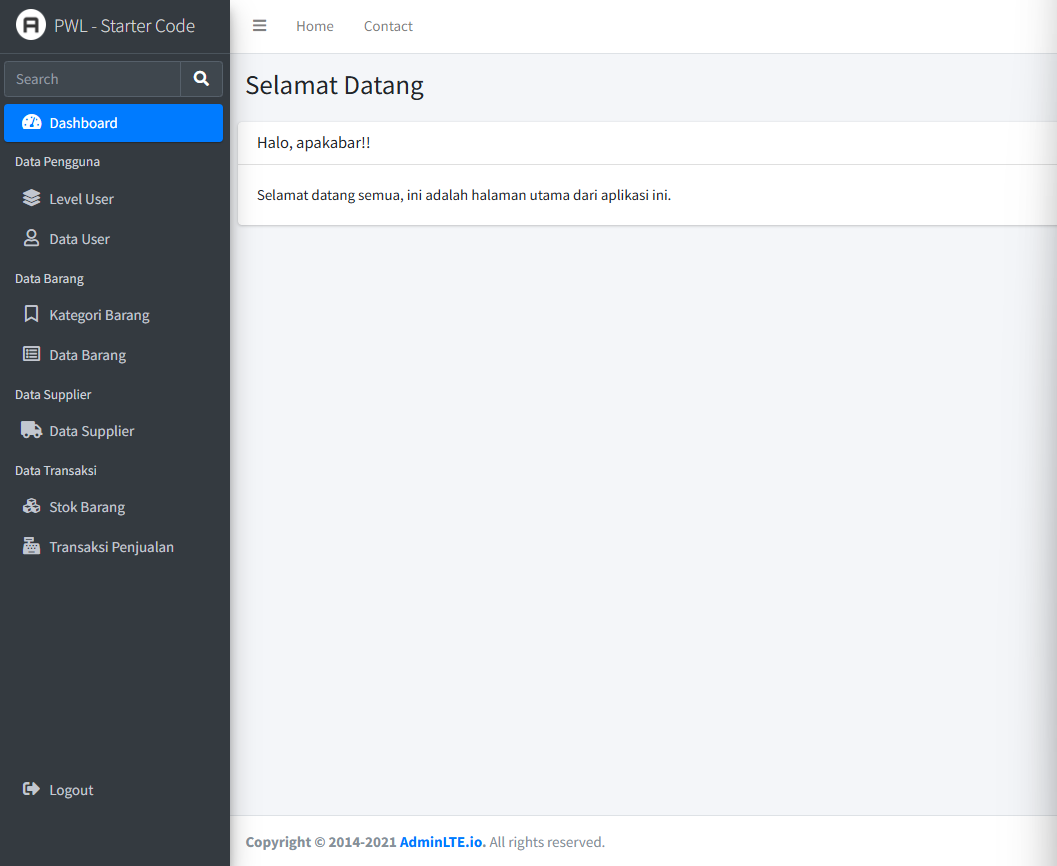 PWL - Starter Code
Search
Dashboard
Data Pengguna
Level User
Data User
Data Barang
Kategori Barang
Data Barang
Data Supplier
Data Supplier
Data Transaksi
Stok Barang
Transaksi Penjualan
Logout
Home Contact
Selamat Datang
Halo, apakabar!!
Selamat datang semua, ini adalah halaman utama dari aplikasi ini.
Copyright © 2014-2021 AdminLTE.io. All rights reserved.